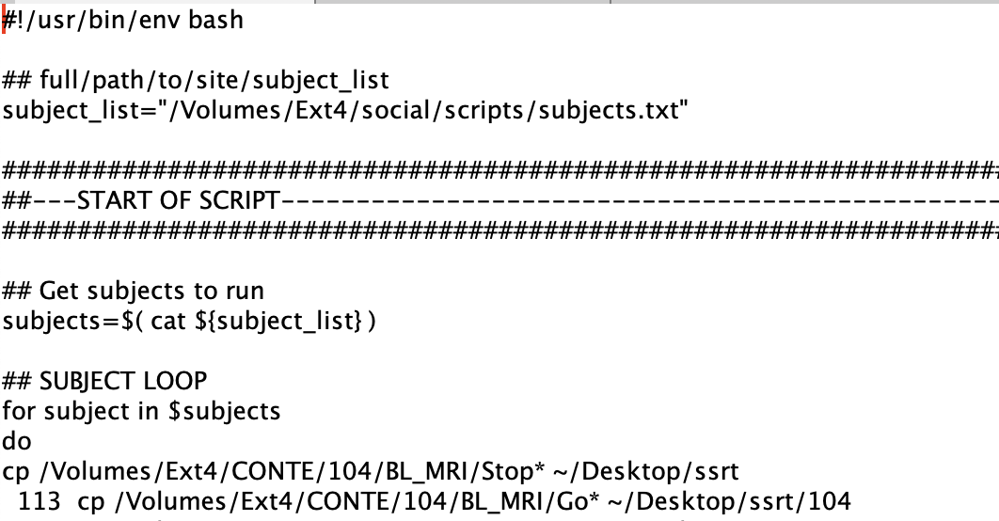 #!/usr/bin/env bash
## full/path/to/site/subject_list
subject_list="/Volumes/Ext4/social/scripts/subjects.txt"
##################################################################
##---START OF SCRIPT------------------------------------------------
##################################################################
## Get subjects to run
subjects=$( cat ${subject_list} )
## SUBJECT LOOP
for subject in $subjects
do
cp /Volumes/Ext4/CONTE/104/BL_MRI/Stop* ~/Desktop/ssrt
113 cp /Volumes/Ext4/CONTE/104/BL_MRI/Go* ~/Desktop/ssrt/104